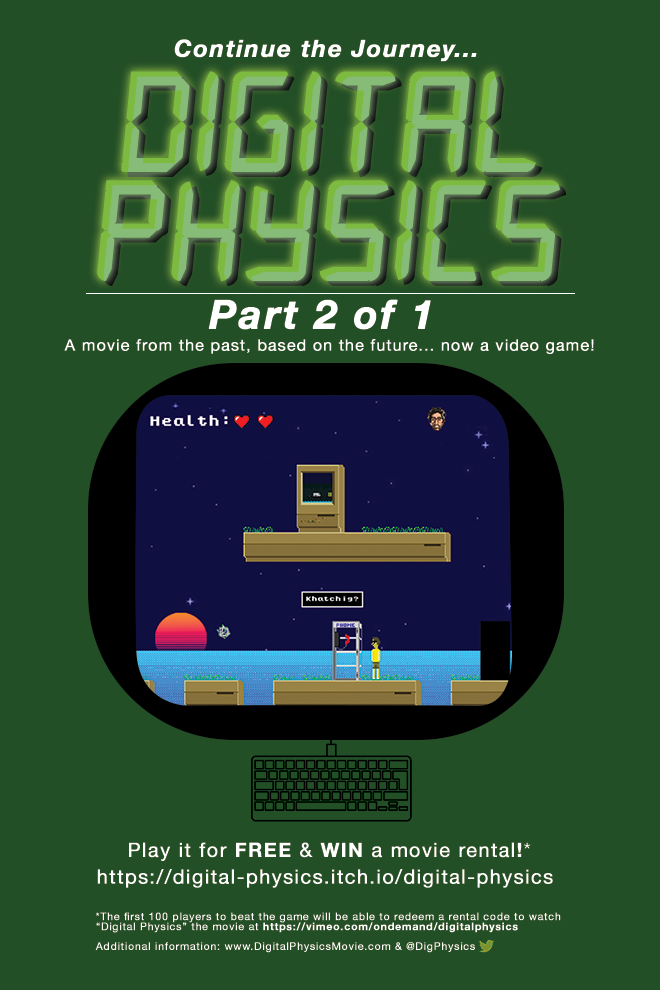 Continue the Journey...
DIGITAL
PHYSICS
Part 2 of 1
A movie from the past, based on the future... now a video game!
Health:
PHONE
Khatchig?
Play it for FREE & WIN a movie rental!*
https://digital-physics.itch.io/digital-physics
*The first 100 players to beat the game will be able to redeem a rental code to watch
“Digital Physics” the movie at https://vimeo.com/ondemand/digitalphysics
Additional information: www.DigitalPhysicsMovie.com & @DigPhysics